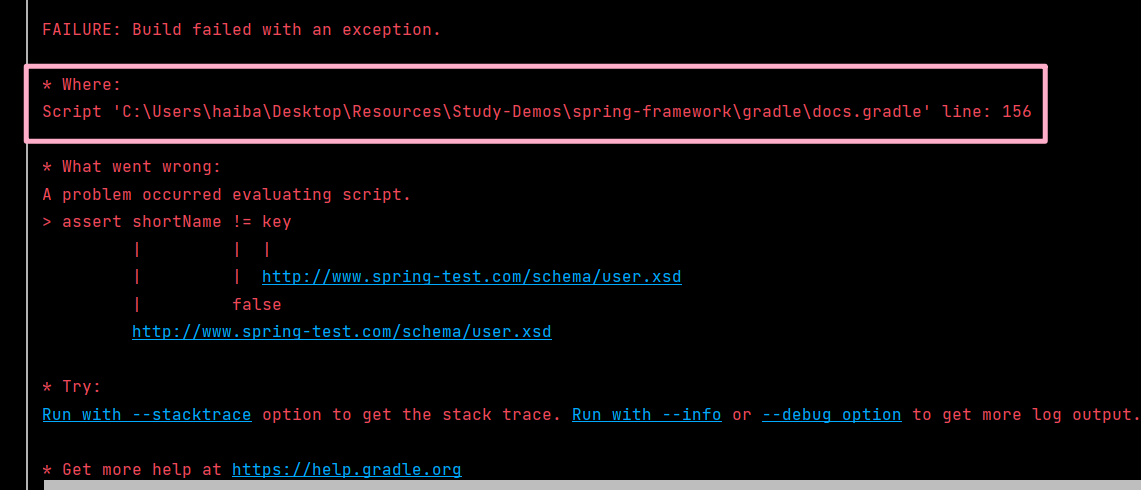 FAILURE: Build failed with an exception.
* Where:
Script 'C:\Users\haiba\Desktop\Resources\Study-Demos\spring-framework\gradle\docs.gradle' line: 156
* What went wrong:
A problem occurred evaluating script.
> assert shortName != key
| | |
| | http://www.spring-test.com/schema/user.xsd
| false
http://www.spring-test.com/schema/user.xsd
* Try:
Run with --stacktrace option to get the stack trace. Run with --info or --debug option to get more log output.
* Get more help at https://help.gradle.org